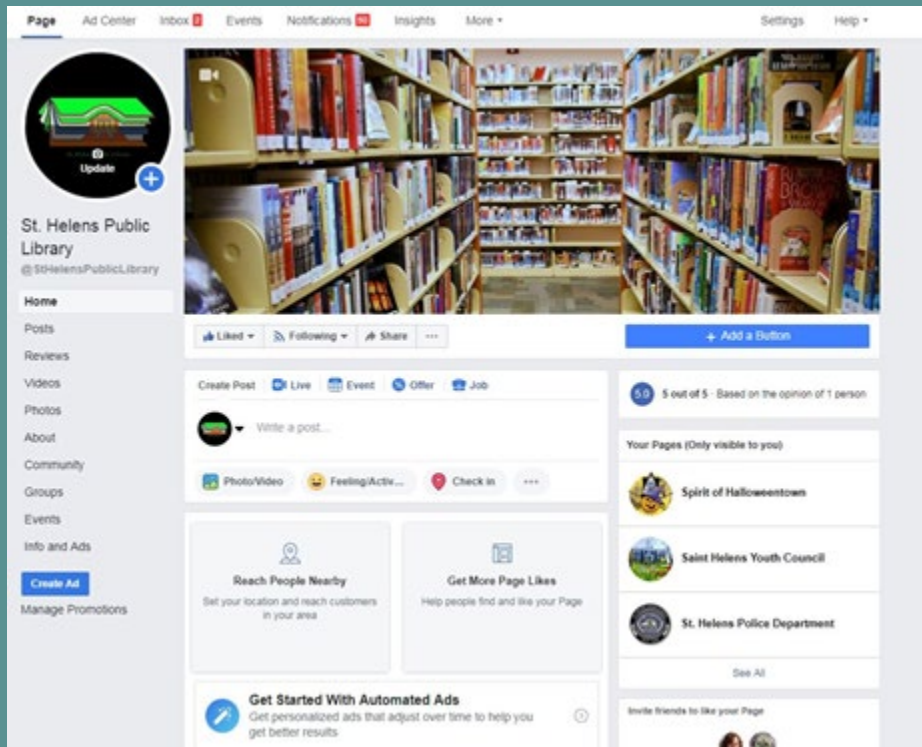 Page Ad Center Inbox 2 Events Notifications Insights More Settings Help
Update
St. Helens Public
Library
@StHelensPublicLibrary
Home
Posts
Reviews
Videos
Photos
About
Community
Groups
Events
Info and Ads
Create Ad
Manage Promotions
Liked Following Share ...
+ Add a Button
Create Post Live Event Offer Job
Write a post...
Photo/Video Feeling/Activ... Check in ...
Reach People Nearby
Set your location and reach customers
in your area
Get More Page Likes
Help people find and like your Page
Get Started With Automated Ads
Get personalized ads that adjust over time to help you
get better results
5.0 5 out of 5 · Based on the opinion of 1 person
Your Pages (Only visible to you)
Spirit of Halloweentown
Saint Helens Youth Council
St. Helens Police Department
See All
Invite friends to like your Page